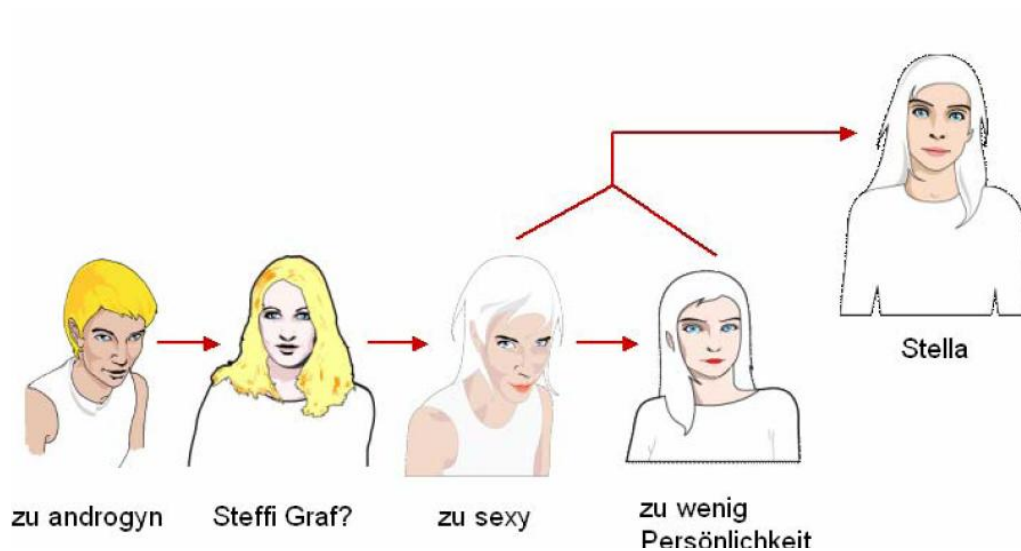 Stella
zu androgyn
Steffi Graf?
zu sexy
zu wenig
Persönlichkeit